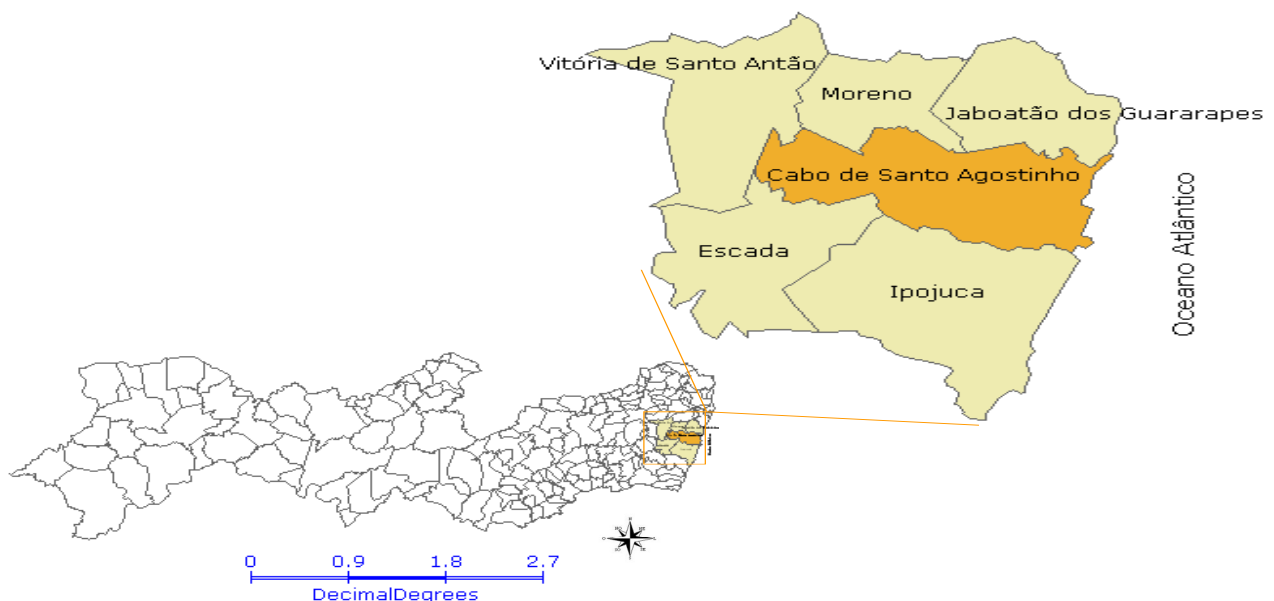 Vitória de Santo Antão
Moreno
Jaboatão dos Guararapes
Cabo de Santo Agostinho
Oceano Atlântico
Escada
Ipojuca
0 0.9 1.8 2.7
DecimalDegrees